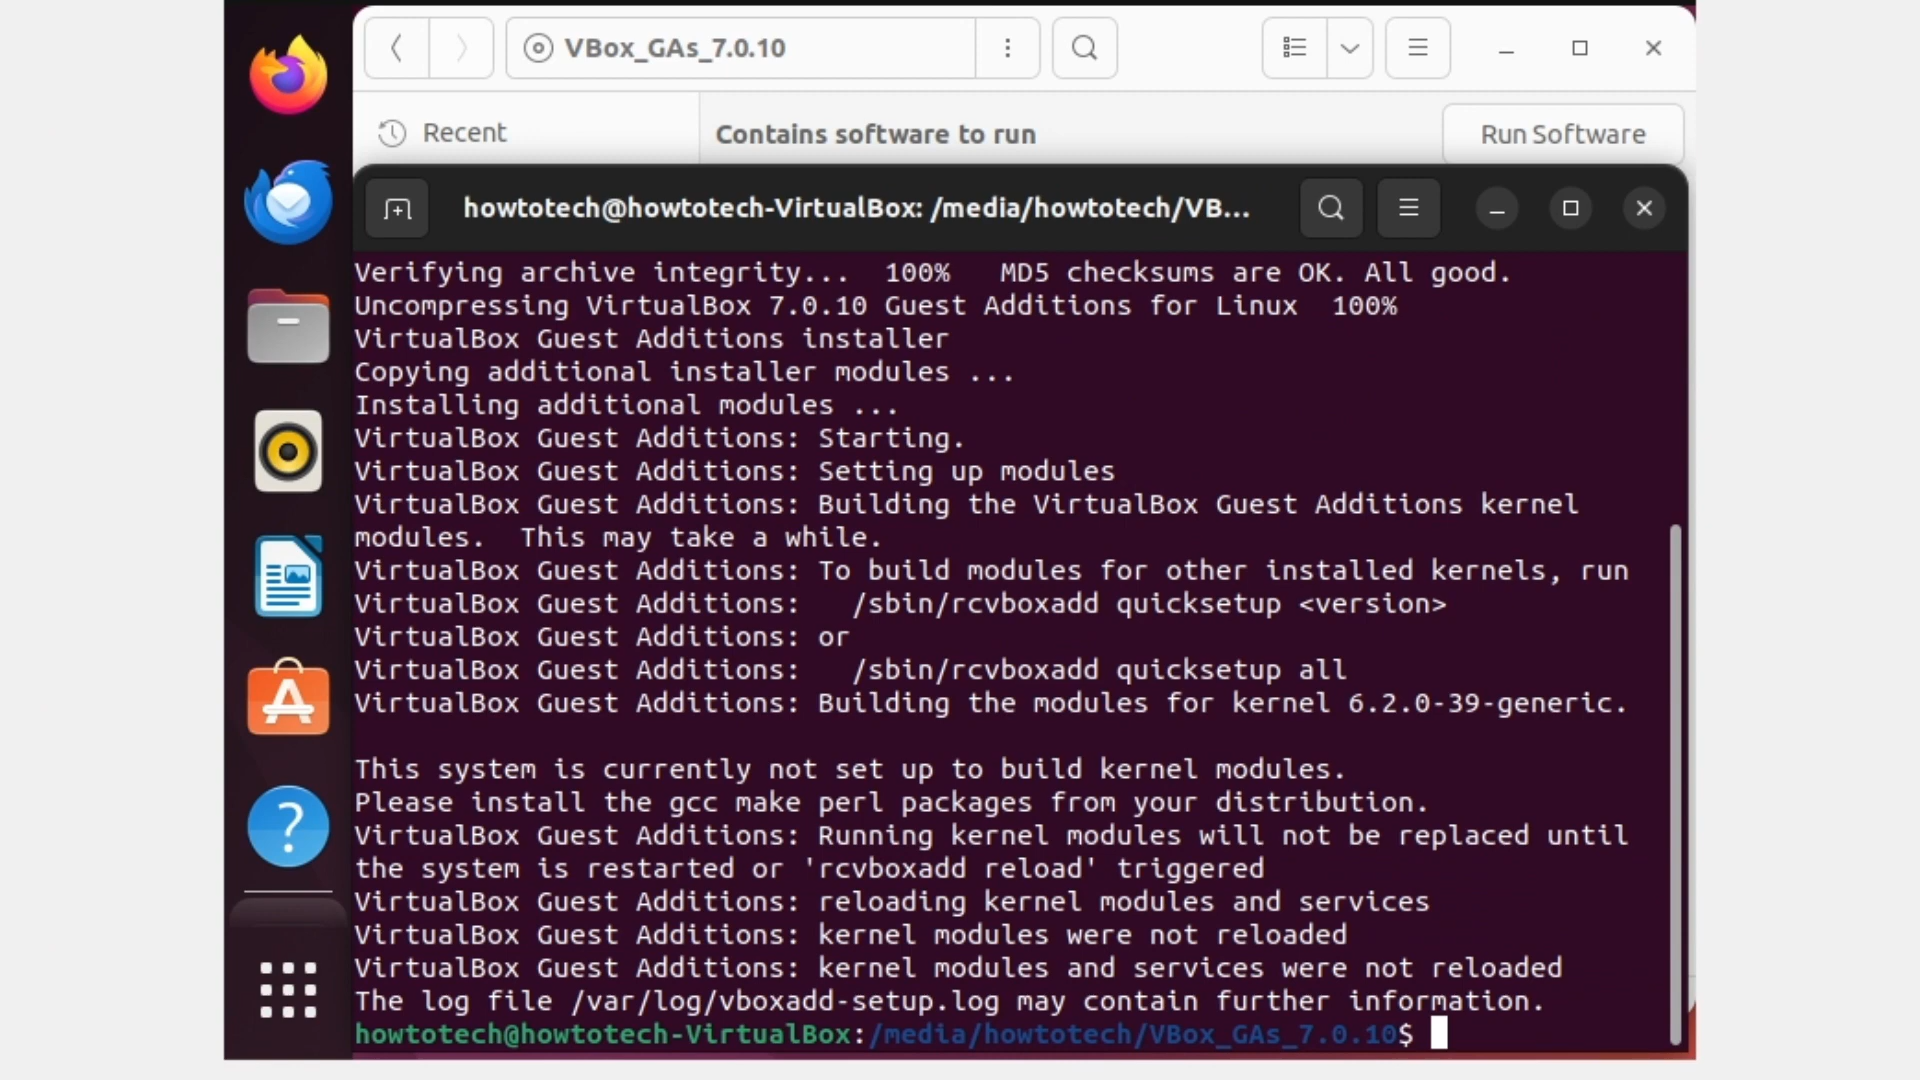 VBox_GAs_7.0.10
Recent
Contains software to run
Run Software
howtotech@howtotech-VirtualBox: /media/howtotech/VB...
Verifying archive integrity...  100%   MD5 checksums are OK. All good.
Uncompressing VirtualBox 7.0.10 Guest Additions for Linux  100%
VirtualBox Guest Additions installer
Copying additional installer modules ...
Installing additional modules ...
VirtualBox Guest Additions: Starting.
VirtualBox Guest Additions: Setting up modules
VirtualBox Guest Additions: Building the VirtualBox Guest Additions kernel
modules.  This may take a while.
VirtualBox Guest Additions: To build modules for other installed kernels, run
VirtualBox Guest Additions:   /sbin/rcvboxadd quicksetup <version>
VirtualBox Guest Additions: or
VirtualBox Guest Additions:   /sbin/rcvboxadd quicksetup all
VirtualBox Guest Additions: Building the modules for kernel 6.2.0-39-generic.
This system is currently not set up to build kernel modules.
Please install the gcc make perl packages from your distribution.
VirtualBox Guest Additions: Running kernel modules will not be replaced until
the system is restarted or 'rcvboxadd reload' triggered
VirtualBox Guest Additions: reloading kernel modules and services
VirtualBox Guest Additions: kernel modules were not reloaded
VirtualBox Guest Additions: kernel modules and services were not reloaded
The log file /var/log/vboxadd-setup.log may contain further information.
howtotech@howtotech-VirtualBox:/media/howtotech/VBox_GAs_7.0.10$